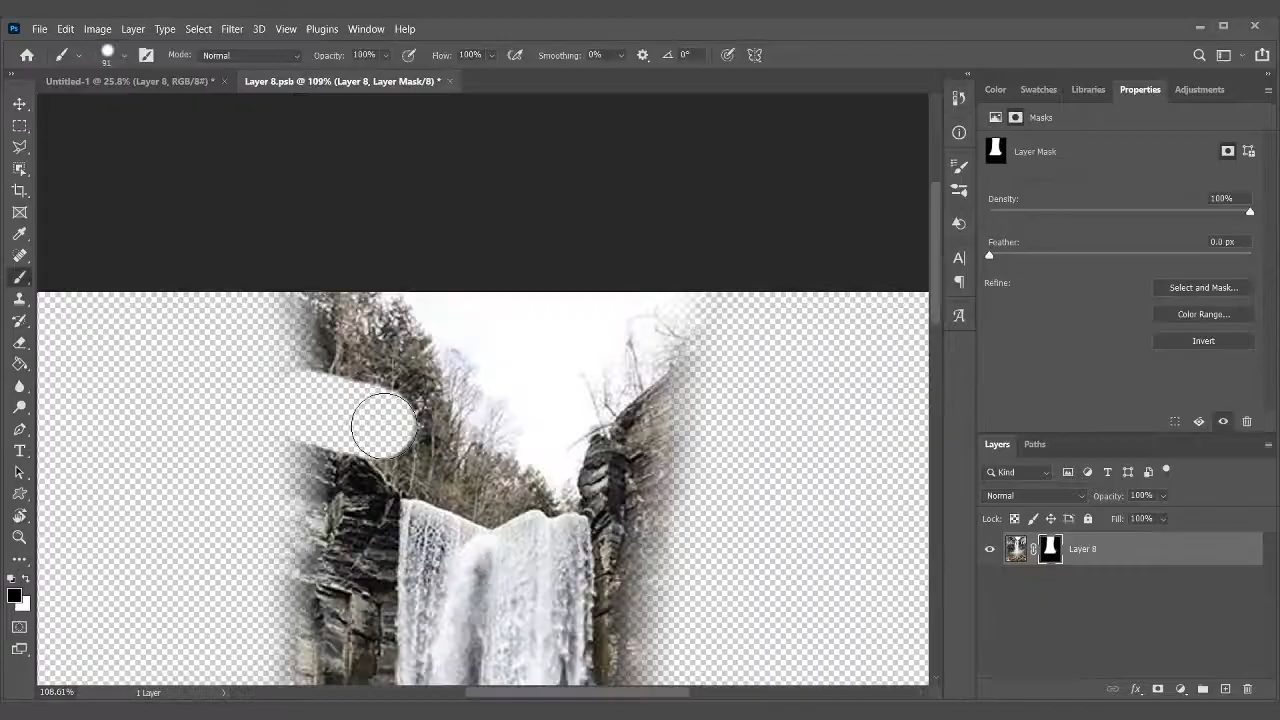 Ps File Edit Image Layer Type Select Filter 3D View Plugins Window Help
91 Mode: Normal Opacity: 100% Flow: 100% Smoothing: 0% 0°
Untitled-1 @ 25.8% (Layer 8, RGB/8#) * × Layer 8.psb @ 109% (Layer 8, Layer Mask/8) * ×
Color Swatches Libraries Properties Adjustments
Masks
Layer Mask
Density: 100%
Feather: 0.0 px
Refine: Select and Mask...
Color Range...
Invert
Layers Paths
Kind
Normal Opacity: 100%
Lock: Fill: 100%
Layer 8
108.61% 1 Layer